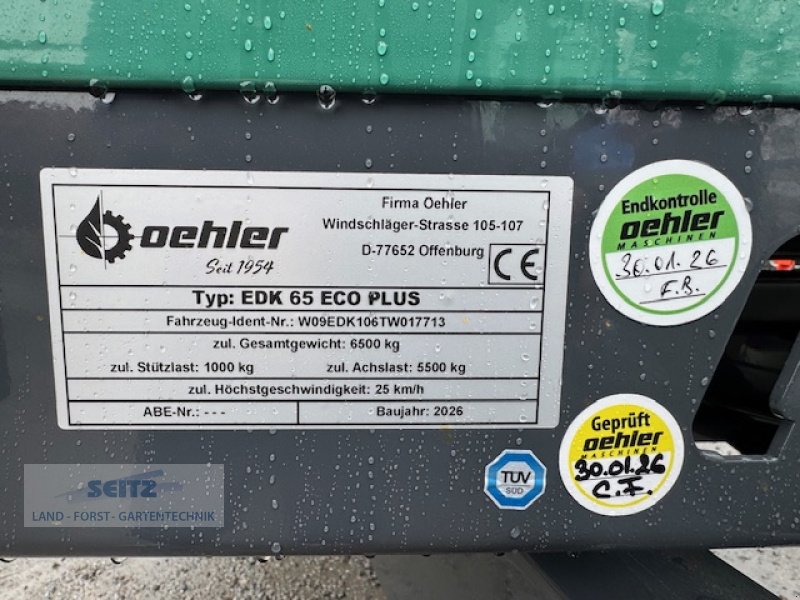 oehler
Seit 1954
Firma Oehler
Windschläger-Strasse 105-107
D-77652 Offenburg
CE
Typ: EDK 65 ECO PLUS
Fahrzeug-Ident-Nr.: W09EDK106TW017713
zul. Gesamtgewicht: 6500 kg
zul. Stützlast: 1000 kg zul. Achslast: 5500 kg
zul. Höchstgeschwindigkeit: 25 km/h
ABE-Nr.: - - - Baujahr: 2026
Endkontrolle
oehler
MASCHINEN
30.01.26
F.B.
Geprüft
oehler
MASCHINEN
30.01.26
C.F.
TÜV
SÜD
SEITZ
LAND - FORST - GARTENTECHNIK